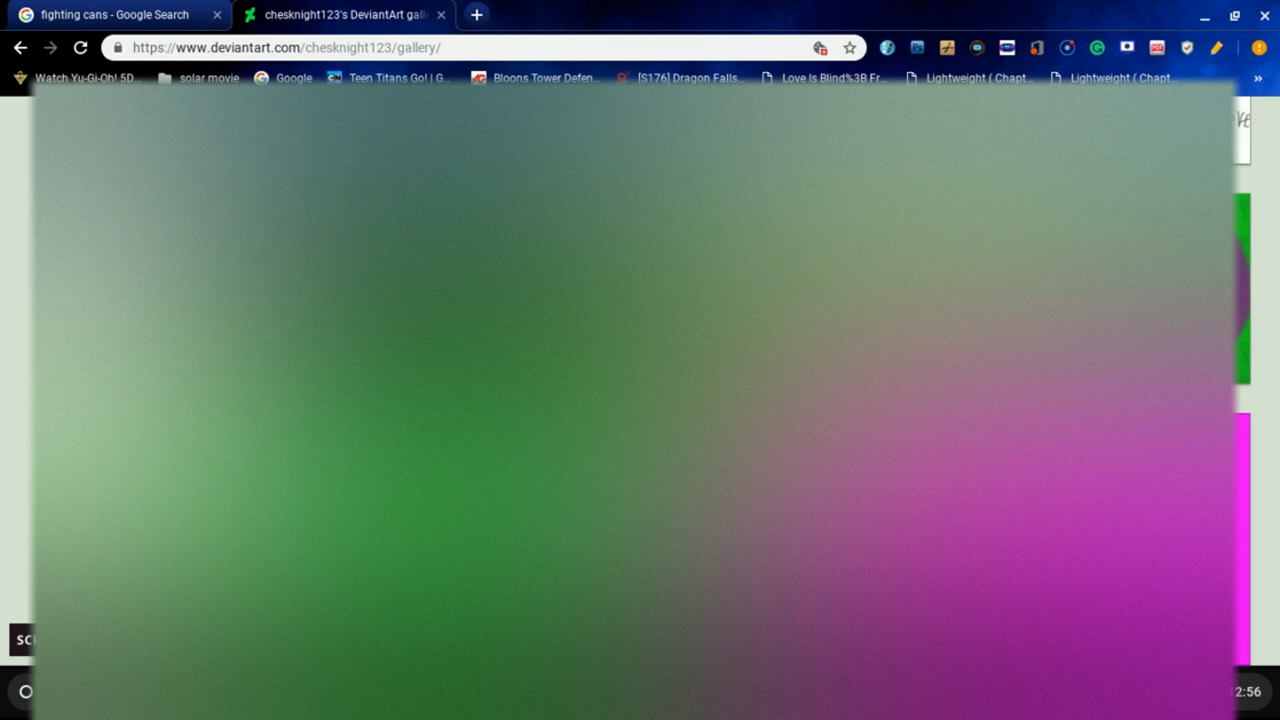 fighting cans - Google Search
chesknight123's DeviantArt gall
https://www.deviantart.com/chesknight123/gallery/
Watch Yu-Gi-Oh! 5D... solar movie Google Teen Titans Go! | G... Bloons Tower Defen... [S176] Dragon Falls... Love Is Blind%3B Fr... Lightweight ( Chapt... Lightweight ( Chapt... »
2:56